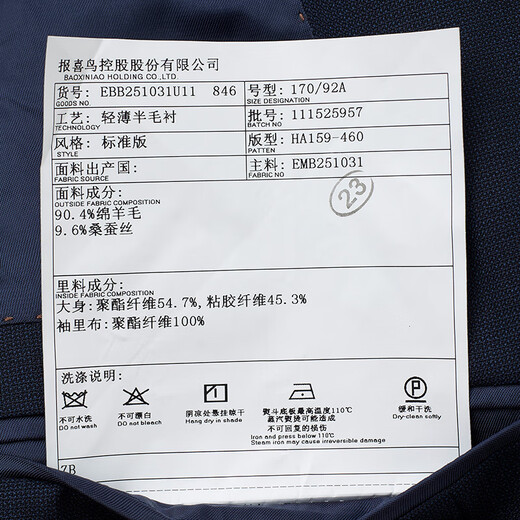 报喜鸟控股股份有限公司
BAOXINIAO HOLDING CO.,LTD.
货号: EBB251031U11 846 号型: 170/92A
GOODS NO. SIZE DESIGNATION
工艺: 轻薄半毛衬 批号: 111525957
TECHNOLOGY BATCH NO.
风格: 标准版 版型: HA159-460
STYLE PATTEN
面料出产国: 主料: EMB251031
FABRIC SOURCE FABRIC NO
面料成分:
OUTSIDE FABRIC COMPOSITION
90.4%绵羊毛
9.6%桑蚕丝
23
里料成分:
INSIDE FABRIC COMPOSITION
大身: 聚酯纤维54.7%, 粘胶纤维45.3%
袖里布: 聚酯纤维100%
洗涤说明:
不可水洗 不可漂白 阴凉处悬挂晾干 熨斗底板最高温度110℃ 缓和干洗
Do not wash Do not bleach Hang dry in shade 蒸汽熨烫可能造成 Dry-clean softly
不可回复的损伤
Iron and press below 110℃
Steam iron may cause irreversible damage
P
ZB